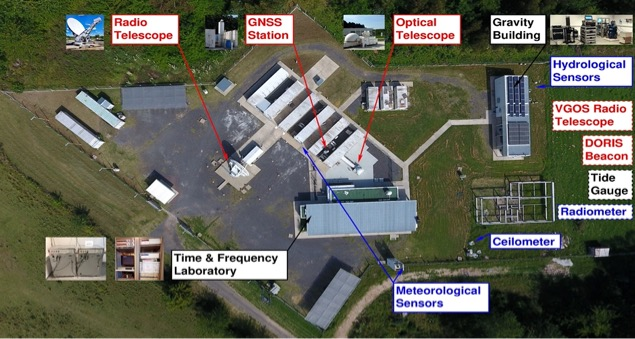 Radio
Telescope
GNSS
Station
Optical
Telescope
Gravity
Building
Hydrological
Sensors
VGOS Radio
Telescope
DORIS
Beacon
Tide
Gauge
Radiometer
Ceilometer
Time & Frequency
Laboratory
Meteorological
Sensors